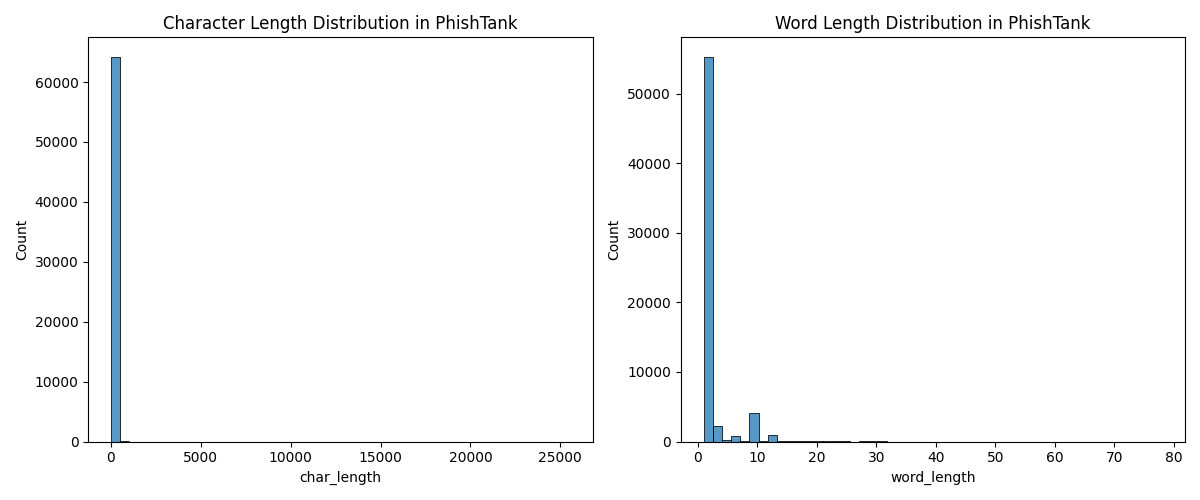 Character Length Distribution in PhishTank
60000
50000
40000
30000
20000
10000
0
Count
0 5000 10000 15000 20000 25000
char_length
Word Length Distribution in PhishTank
50000
40000
30000
20000
10000
0
Count
0 10 20 30 40 50 60 70 80
word_length